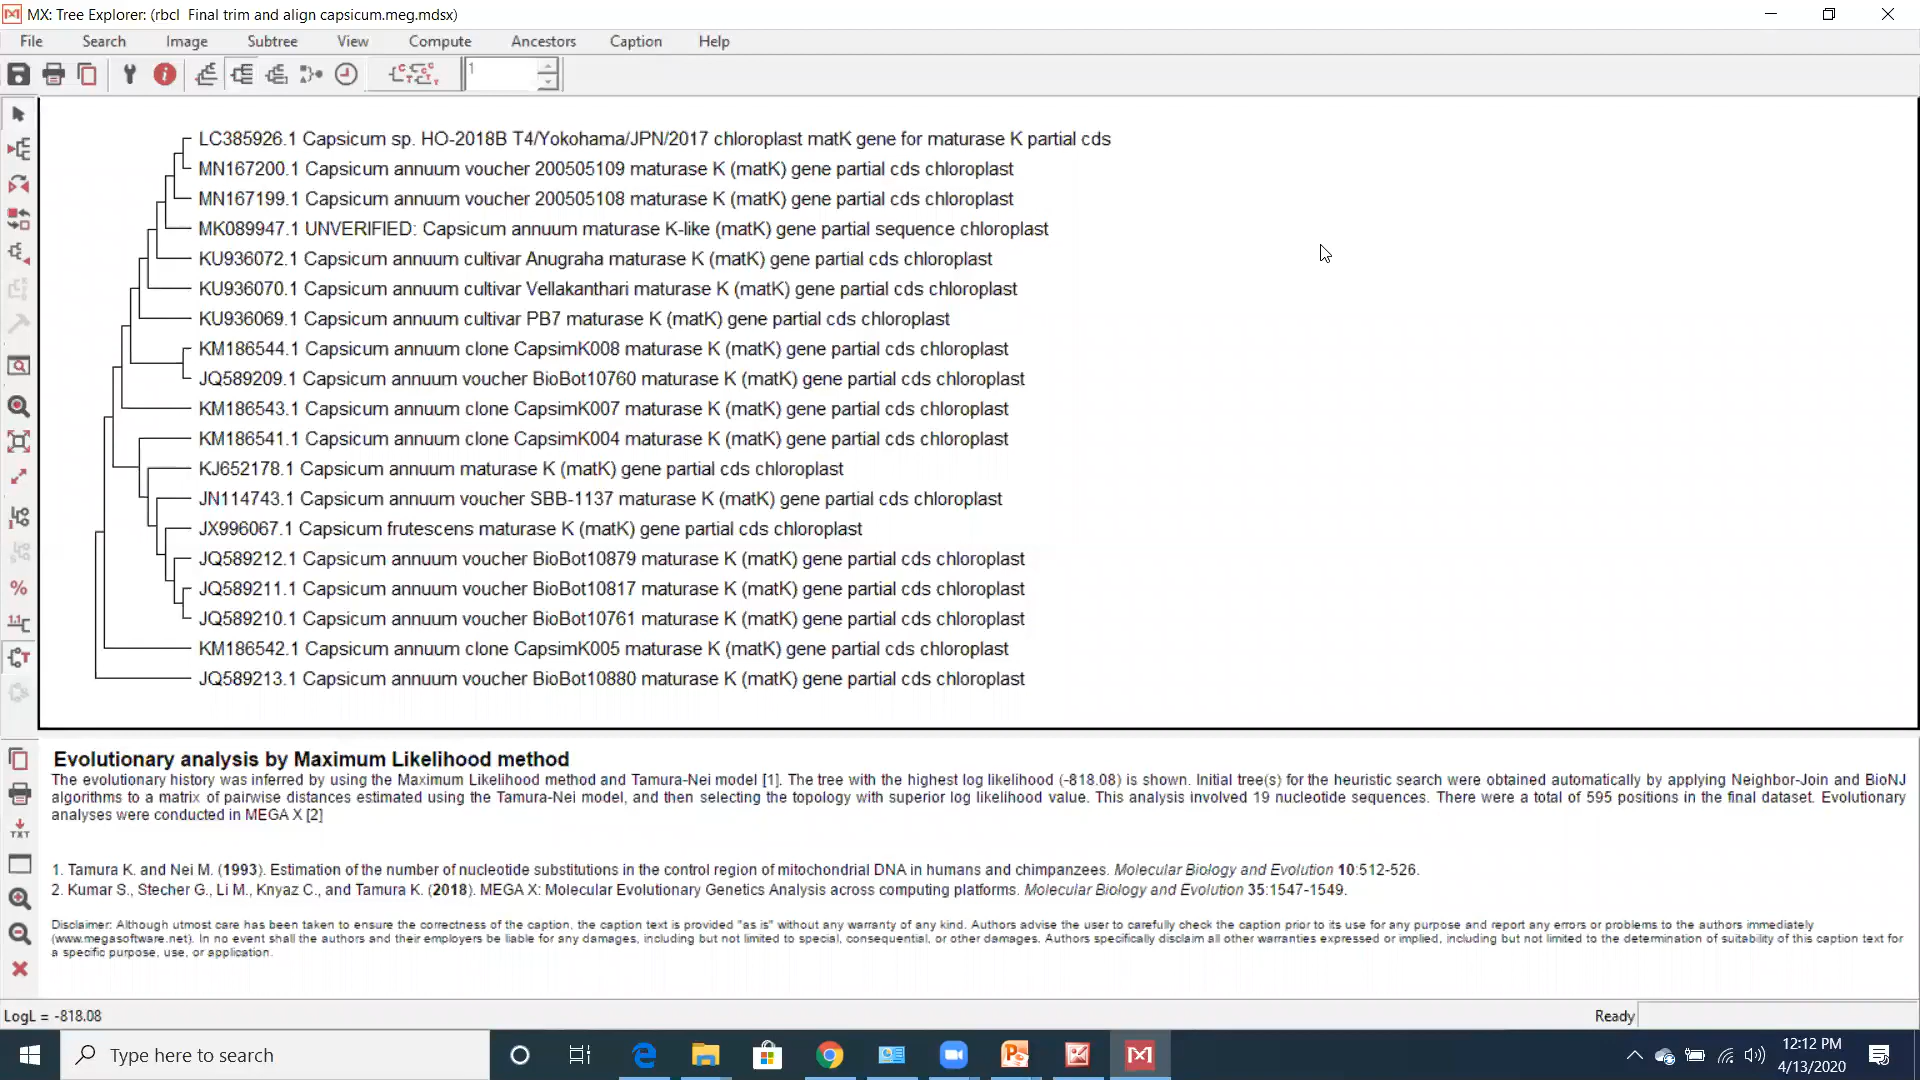 MX: Tree Explorer: (rbcl  Final trim and align capsicum.meg.mdsx)
File Search Image Subtree View Compute Ancestors Caption Help
1
LC385926.1 Capsicum sp. HO-2018B T4/Yokohama/JPN/2017 chloroplast matK gene for maturase K partial cds
MN167200.1 Capsicum annuum voucher 200505109 maturase K (matK) gene partial cds chloroplast
MN167199.1 Capsicum annuum voucher 200505108 maturase K (matK) gene partial cds chloroplast
MK089947.1 UNVERIFIED: Capsicum annuum maturase K-like (matK) gene partial sequence chloroplast
KU936072.1 Capsicum annuum cultivar Anugraha maturase K (matK) gene partial cds chloroplast
KU936070.1 Capsicum annuum cultivar Vellakanthari maturase K (matK) gene partial cds chloroplast
KU936069.1 Capsicum annuum cultivar PB7 maturase K (matK) gene partial cds chloroplast
KM186544.1 Capsicum annuum clone CapsimK008 maturase K (matK) gene partial cds chloroplast
JQ589209.1 Capsicum annuum voucher BioBot10760 maturase K (matK) gene partial cds chloroplast
KM186543.1 Capsicum annuum clone CapsimK007 maturase K (matK) gene partial cds chloroplast
KM186541.1 Capsicum annuum clone CapsimK004 maturase K (matK) gene partial cds chloroplast
KJ652178.1 Capsicum annuum maturase K (matK) gene partial cds chloroplast
JN114743.1 Capsicum annuum voucher SBB-1137 maturase K (matK) gene partial cds chloroplast
JX996067.1 Capsicum frutescens maturase K (matK) gene partial cds chloroplast
JQ589212.1 Capsicum annuum voucher BioBot10879 maturase K (matK) gene partial cds chloroplast
JQ589211.1 Capsicum annuum voucher BioBot10817 maturase K (matK) gene partial cds chloroplast
JQ589210.1 Capsicum annuum voucher BioBot10761 maturase K (matK) gene partial cds chloroplast
KM186542.1 Capsicum annuum clone CapsimK005 maturase K (matK) gene partial cds chloroplast
JQ589213.1 Capsicum annuum voucher BioBot10880 maturase K (matK) gene partial cds chloroplast
Evolutionary analysis by Maximum Likelihood method
The evolutionary history was inferred by using the Maximum Likelihood method and Tamura-Nei model [1]. The tree with the highest log likelihood (-818.08) is shown. Initial tree(s) for the heuristic search were obtained automatically by applying Neighbor-Join and BioNJ
algorithms to a matrix of pairwise distances estimated using the Tamura-Nei model, and then selecting the topology with superior log likelihood value. This analysis involved 19 nucleotide sequences. There were a total of 595 positions in the final dataset. Evolutionary
analyses were conducted in MEGA X [2]
1. Tamura K. and Nei M. (1993). Estimation of the number of nucleotide substitutions in the control region of mitochondrial DNA in humans and chimpanzees. Molecular Biology and Evolution 10:512-526.
2. Kumar S., Stecher G., Li M., Knyaz C., and Tamura K. (2018). MEGA X: Molecular Evolutionary Genetics Analysis across computing platforms. Molecular Biology and Evolution 35:1547-1549.
Disclaimer: Although utmost care has been taken to ensure the correctness of the caption, the caption text is provided "as is" without any warranty of any kind. Authors advise the user to carefully check the caption prior to its use for any purpose and report any errors or problems to the authors immediately
(www.megasoftware.net). In no event shall the authors and their employers be liable for any damages, including but not limited to special, consequential, or other damages. Authors specifically disclaim all other warranties expressed or implied, including but not limited to the determination of suitability of this caption text for
a specific purpose, use, or application.
TXT
LogL = -818.08
Ready
Type here to search
12:12 PM
4/13/2020